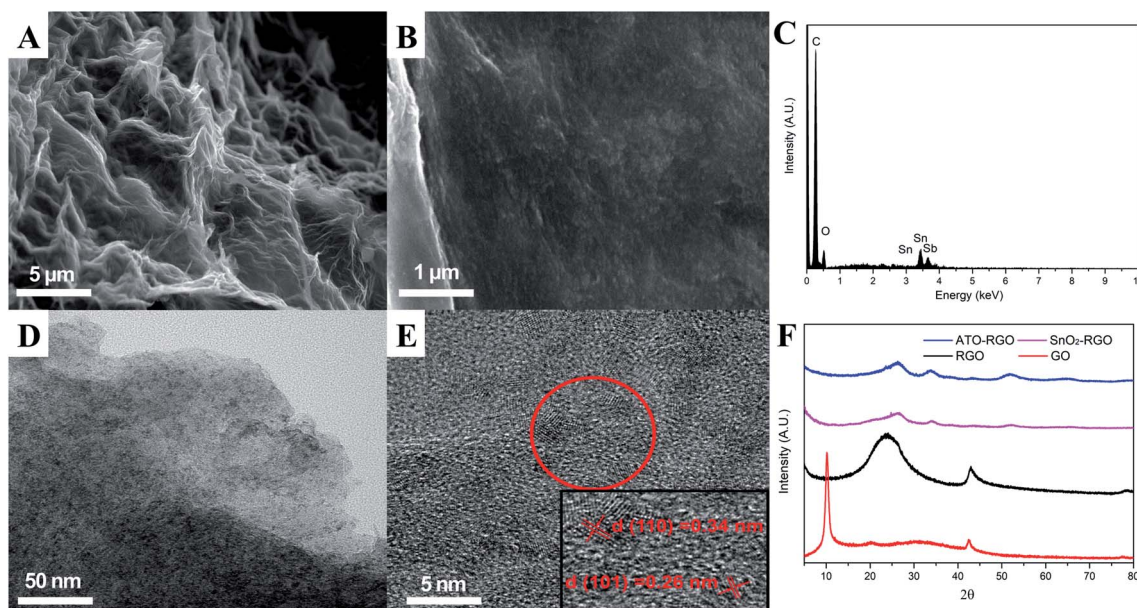 A
5 μm
B
1 μm
C
Intensity (A.U.)
C
O
Sn
Sn
Sb
0 1 2 3 4 5 6 7 8 9 10
Energy (keV)
D
50 nm
E
d (110) =0.34 nm
d (101) =0.26 nm
5 nm
F
Intensity (A.U.)
ATO-RGO SnO₂-RGO
RGO GO
10 20 30 40 50 60 70 80
2θ